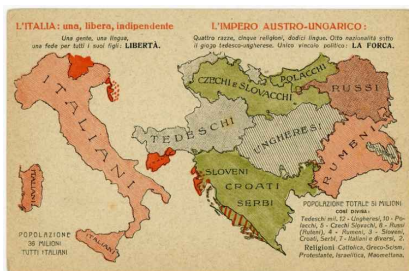 L'ITALIA: una, libera, indipendente
Una gente, una lingua,
una fede per tutti i suoi figli: LIBERTÀ.
L'IMPERO AUSTRO-UNGARICO:
Quattro razze, cinque religioni, dodici lingue. Otto nazionalità sotto
il giogo tedesco-ungherese. Unico vincolo politico: LA FORCA.
ITALIANI
ITALIANI
ITALIANI
POPOLAZIONE
38 MILIONI
TUTTI ITALIANI
POLACCHI
CZECHI e SLOVACCHI
RUSSI
TEDESCHI
UNGHERESI
RUMENI
SLOVENI
CROATI
SERBI
POPOLAZIONE TOTALE 51 MILIONI
COSÌ DIVISA:
Tedeschi mil. 12 - Ungheresi, 10 - Po-
lacchi, 5 - Czechi Slovachi, 8 - Russi
(Ruteni), 4 - Rumeni, 3 - Sloveni,
Croati, Serbi, 7 - Italiani e diversi, 2.
Religioni: Cattolica, Greco-Scism.
Protestante, Israelitica, Maomettana.